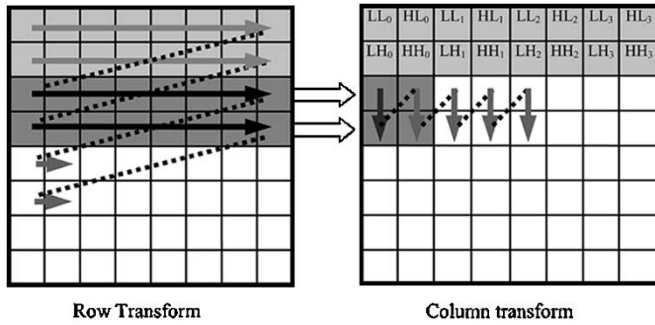 LL₀ HL₀ LL₁ HL₁ LL₂ HL₂ LL₃ HL₃
LH₀ HH₀ LH₁ HH₁ LH₂ HH₂ LH₃ HH₃
Row Transform
Column transform